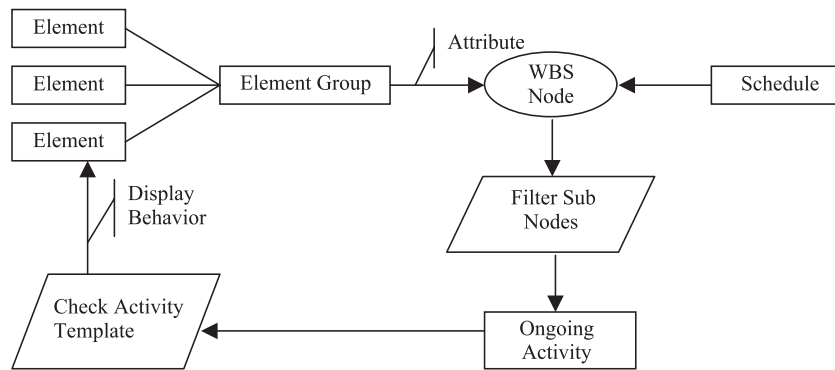 Element
Attribute
Element
Element Group
WBS
Node
Schedule
Element
Display
Behavior
Filter Sub
Nodes
Check Activity
Template
Ongoing
Activity